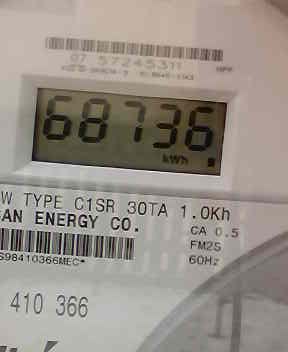 07 57245311
68736
kWh
W TYPE C1SR 30TA 1.0Kh
SAN ENERGY CO.
CA 0.5
FM2S
60Hz
S98410366MEC*
410 366